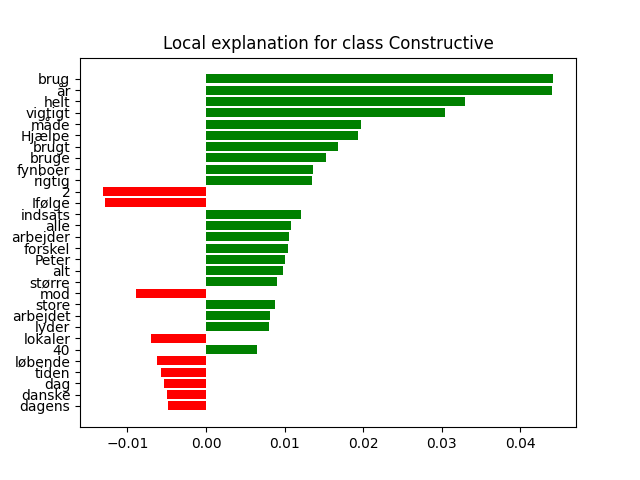 Local explanation for class Constructive
brug
år
helt
vigtigt
måde
Hjælpe
brugt
bruge
fynboer
rigtig
2
Ifølge
indsats
alle
arbejder
forskel
Peter
alt
større
mod
store
arbejdet
lyder
lokaler
40
løbende
tiden
dag
danske
dagens
−0.01 0.00 0.01 0.02 0.03 0.04